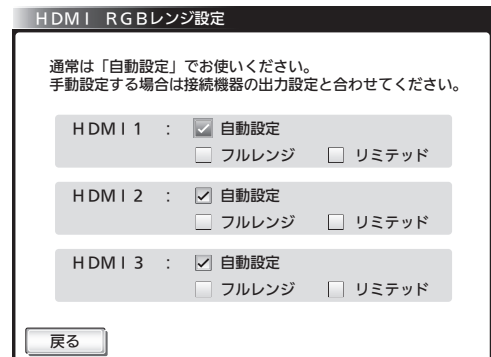 HDMI RGBレンジ設定
通常は「自動設定」でお使いください。
手動設定する場合は接続機器の出力設定と合わせてください。
HDMI1 : 自動設定
フルレンジ リミテッド
HDMI2 : 自動設定
フルレンジ リミテッド
HDMI3 : 自動設定
フルレンジ リミテッド
戻る